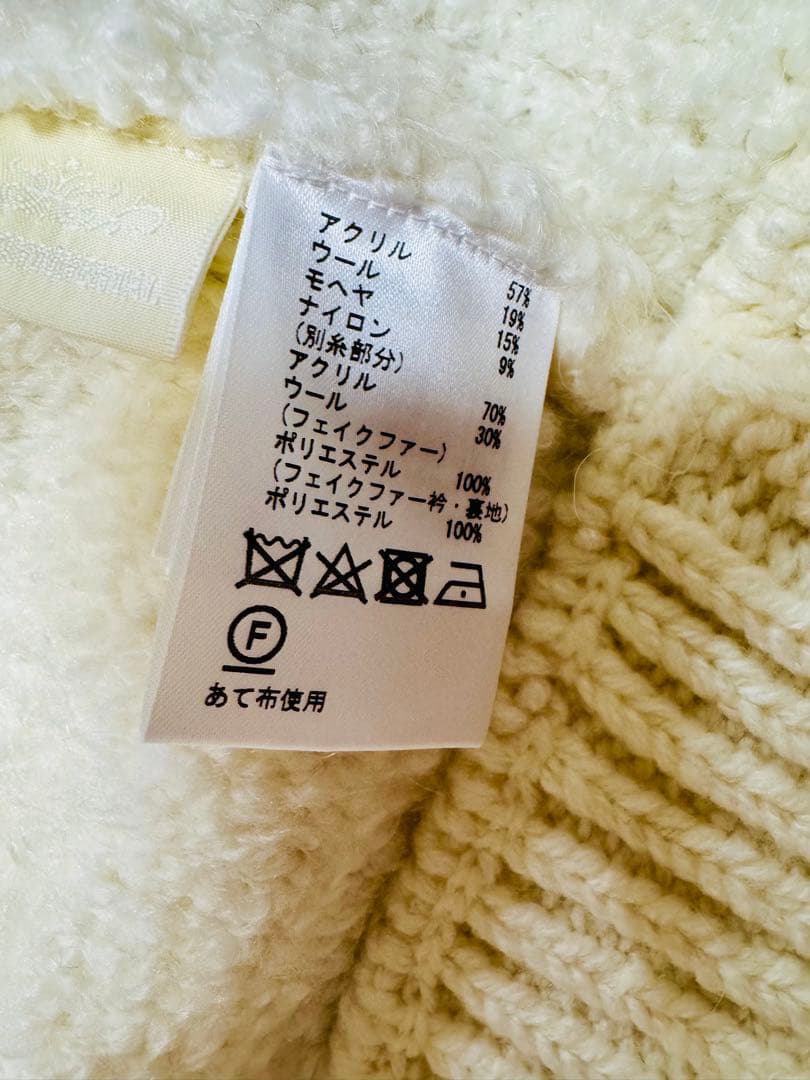 アクリル 57%
ウール 19%
モヘヤ 15%
ナイロン 9%
(別糸部分)
アクリル 70%
ウール 30%
(フェイクファー)
ポリエステル 100%
(フェイクファー衿・裏地)
ポリエステル 100%
F
あて布使用